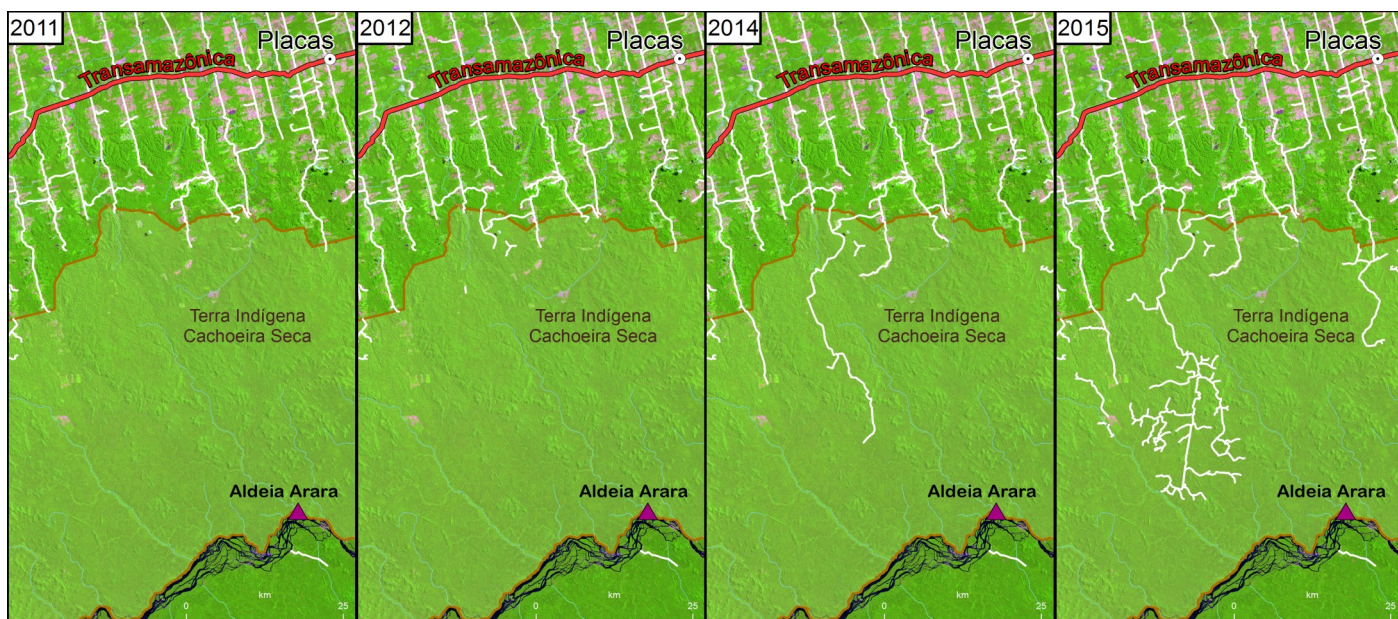 2011
Placas
Transamazônica
Terra Indígena
Cachoeira Seca
Aldeia Arara
km
0
25
2012
Placas
Transamazônica
Terra Indígena
Cachoeira Seca
Aldeia Arara
km
0
25
2014
Placas
Transamazônica
Terra Indígena
Cachoeira Seca
Aldeia Arara
km
0
25
2015
Placas
Transamazônica
Terra Indígena
Cachoeira Seca
Aldeia Arara
km
0
25